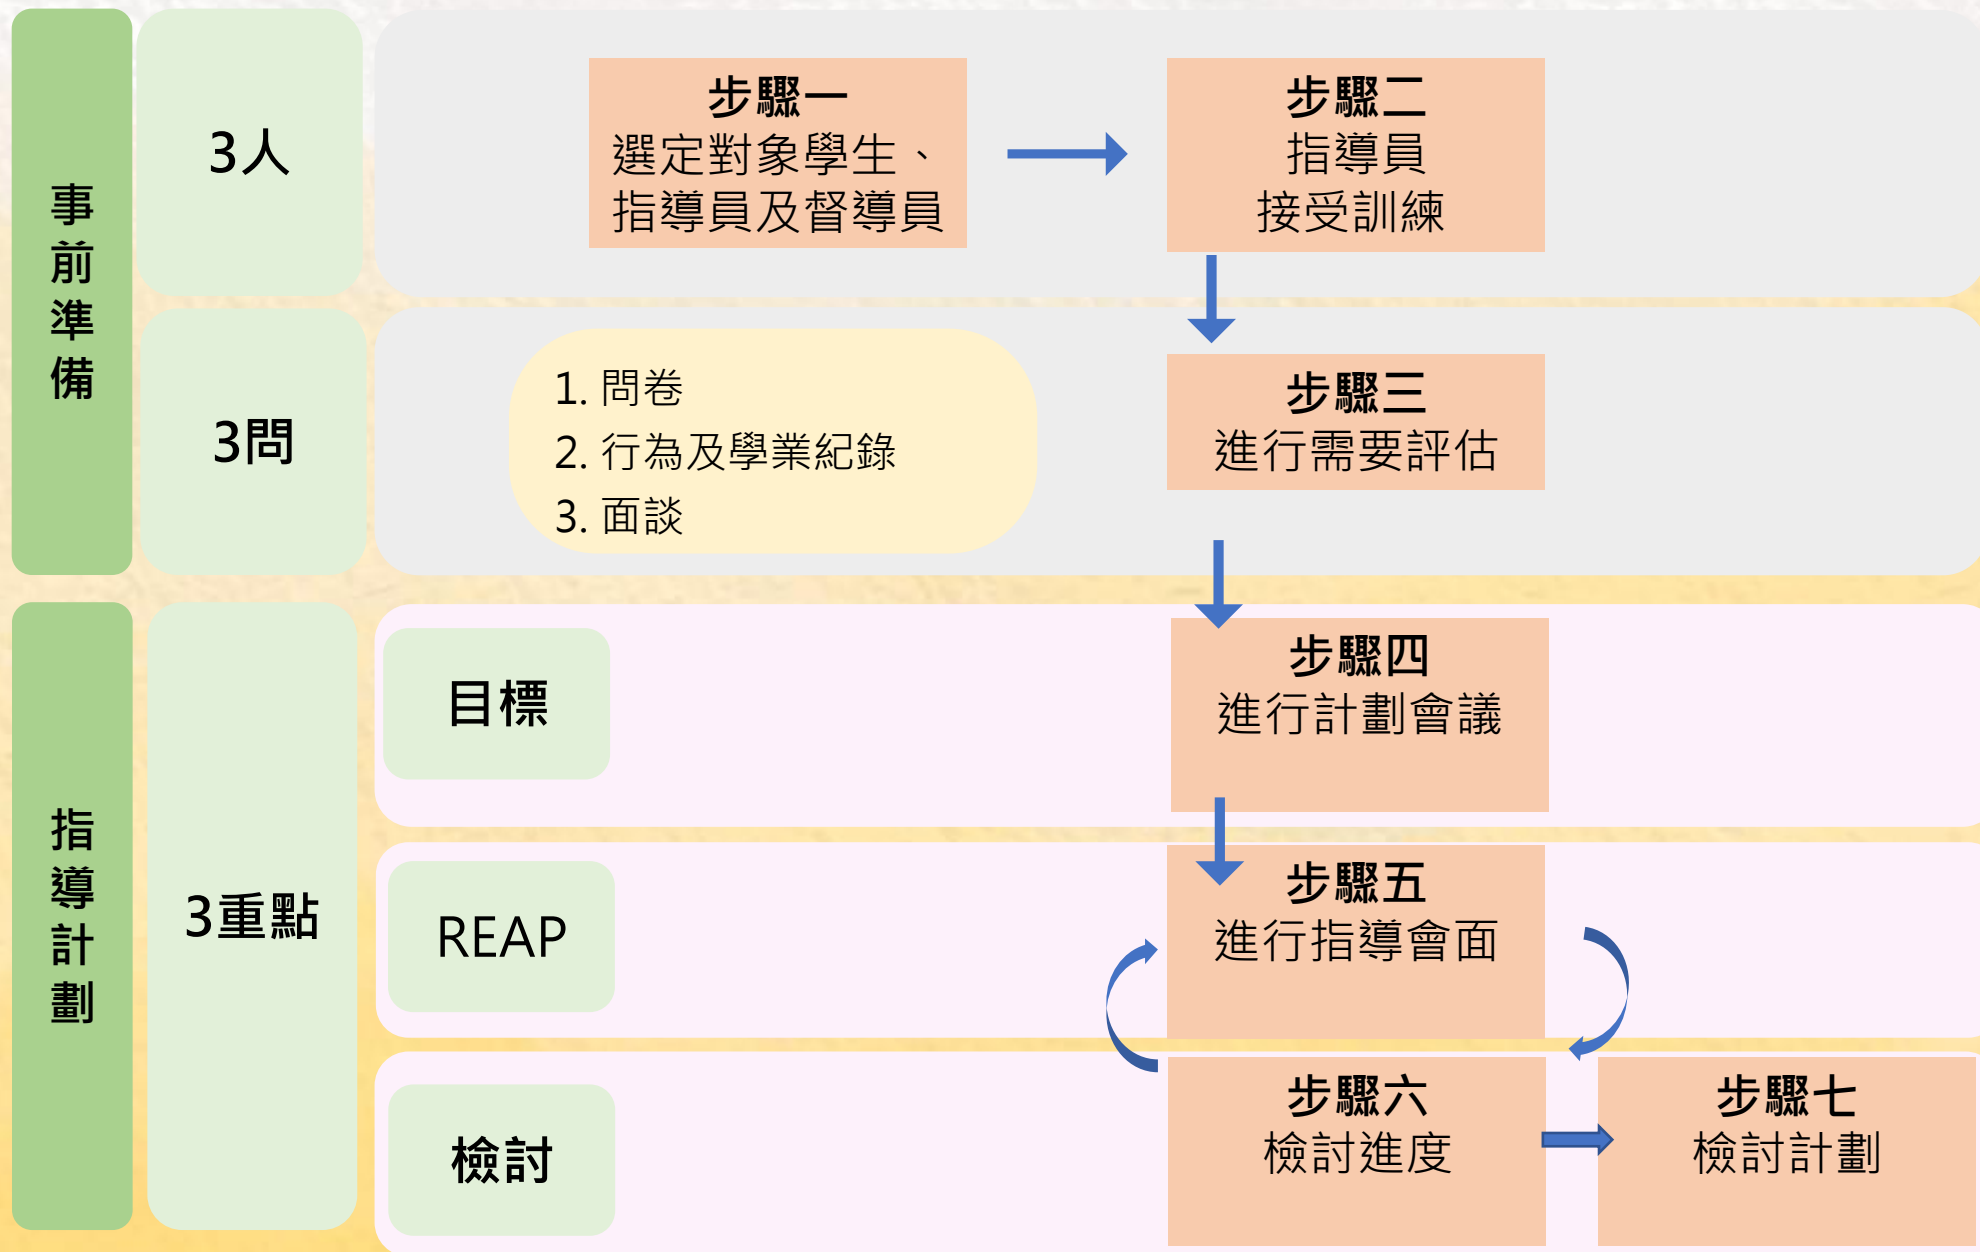 事前準備
3人
步驟一
選定對象學生、
指導員及督導員
步驟二
指導員
接受訓練
3問
1. 問卷
2. 行為及學業紀錄
3. 面談
步驟三
進行需要評估
指導計劃
3重點
目標
步驟四
進行計劃會議
REAP
步驟五
進行指導會面
檢討
步驟六
檢討進度
步驟七
檢討計劃